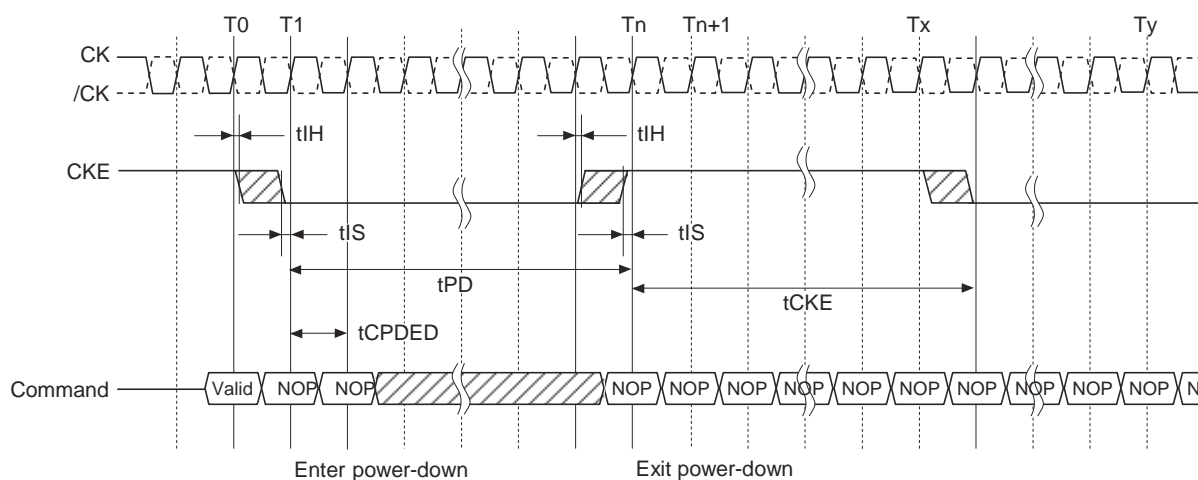 T0 T1 Tn Tn+1 Tx Ty
CK
/CK
tIH tIH
CKE
tIS tIS
tPD
tCKE
tCPDED
Command Valid NOP NOP NOP NOP NOP NOP NOP NOP NOP NOP NOP NOP N
Enter power-down Exit power-down